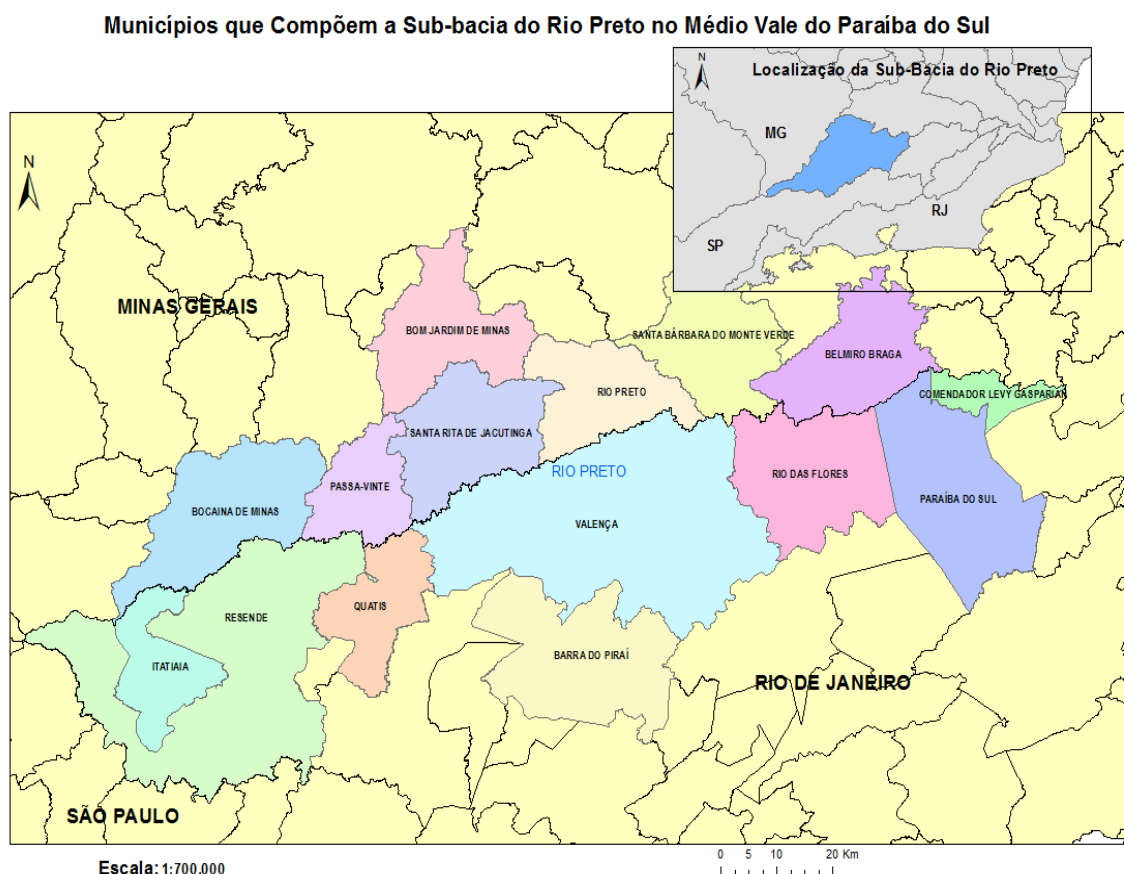 Municípios que Compõem a Sub-bacia do Rio Preto no Médio Vale do Paraíba do Sul
Localização da Sub-Bacia do Rio Preto
N
MG
RJ
SP
N
MINAS GERAIS
BOM JARDIM DE MINAS
SANTA BÁRBARA DO MONTE VERDE
BELMIRO BRAGA
RIO PRETO
COMENDADOR LEVY GASPARIAN
SANTA RITA DE JACUTINGA
RIO PRETO
RIO DAS FLORES
PASSA-VINTE
PARAÍBA DO SUL
BOCAINA DE MINAS
VALENÇA
QUATIS
RESENDE
BARRA DO PIRAÍ
ITATIAIA
RIO DE JANEIRO
SÃO PAULO
Escala: 1:700.000
0 5 10 20 Km